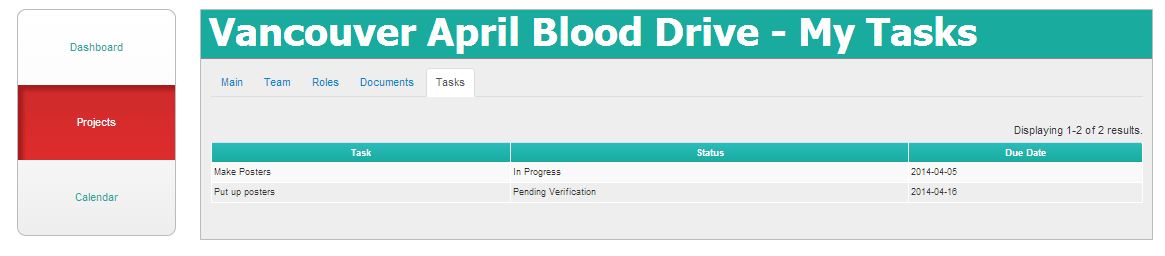 Dashboard
Projects
Calendar
Vancouver April Blood Drive - My Tasks
Main Team Roles Documents Tasks
Displaying 1-2 of 2 results.
Task Status Due Date
Make Posters In Progress 2014-04-05
Put up posters Pending Verification 2014-04-16